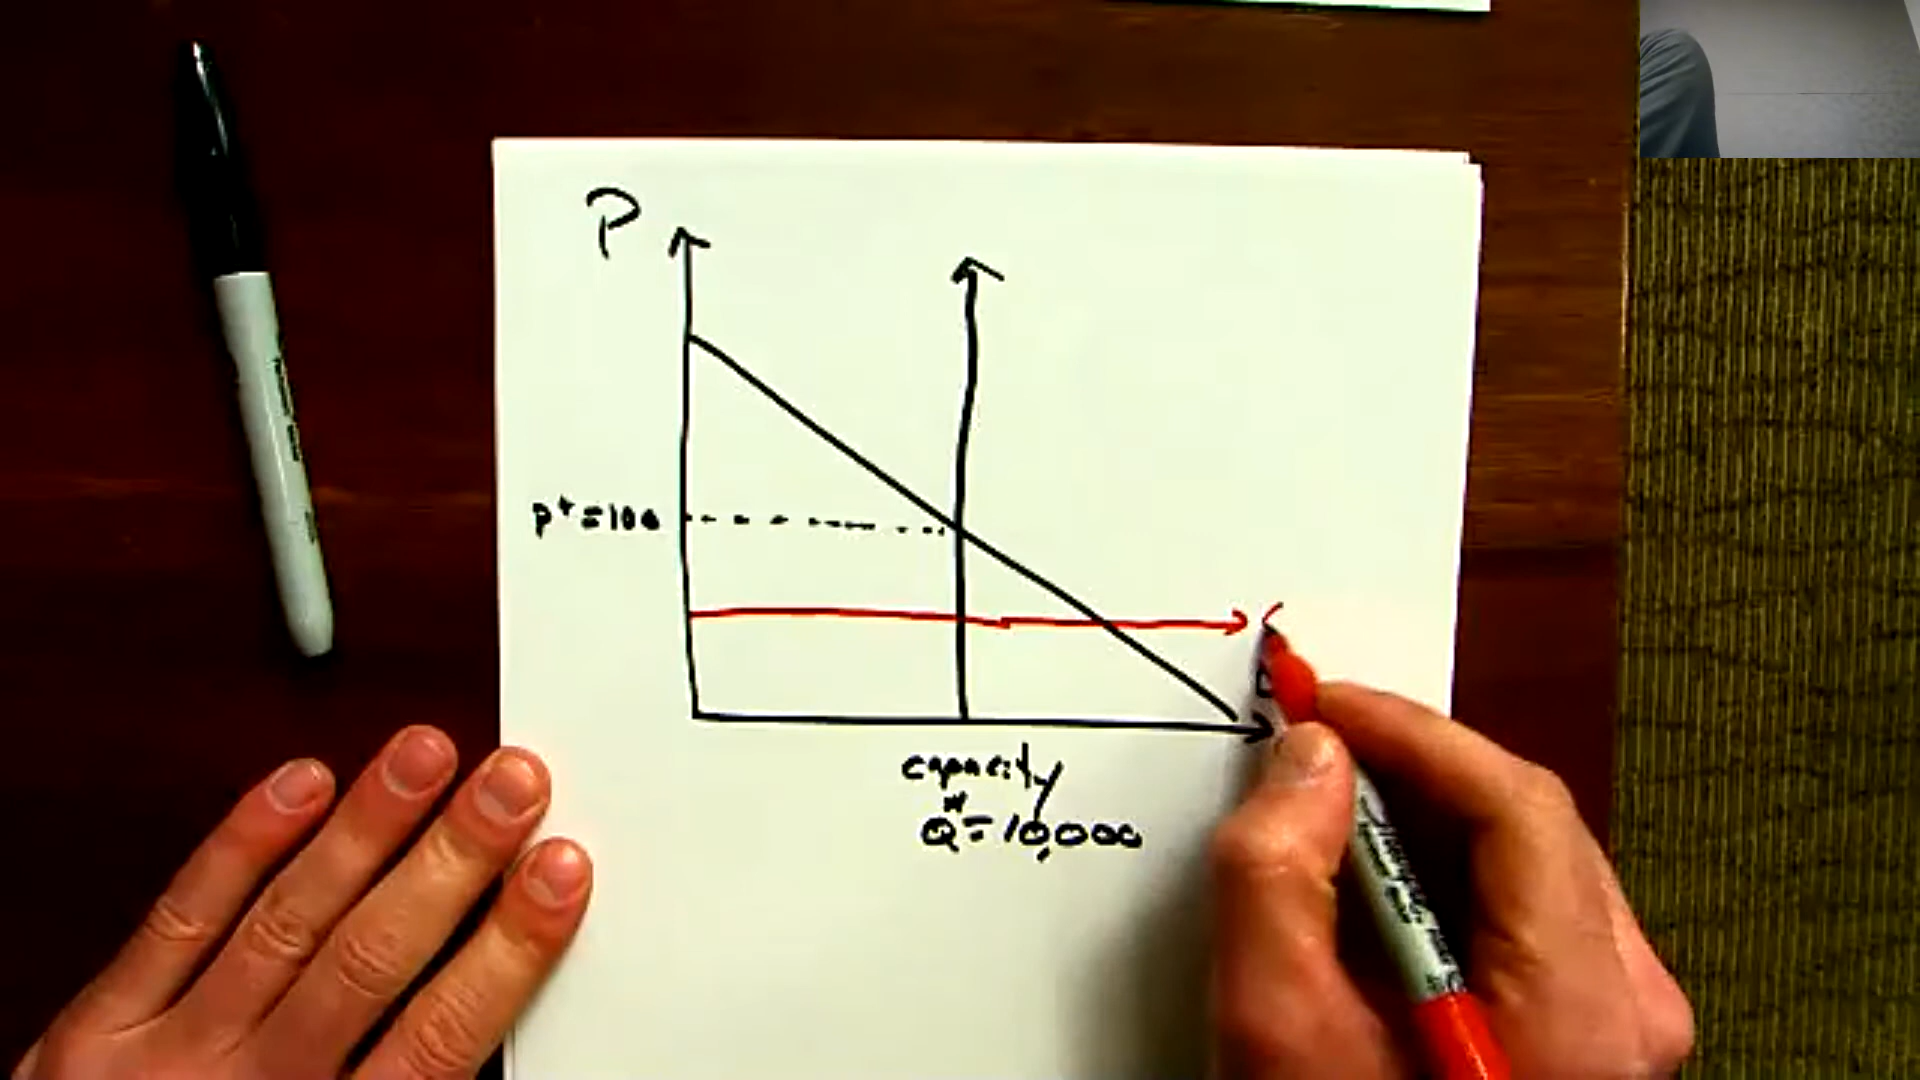 P
P* = 100
capacity
Q = 10,000